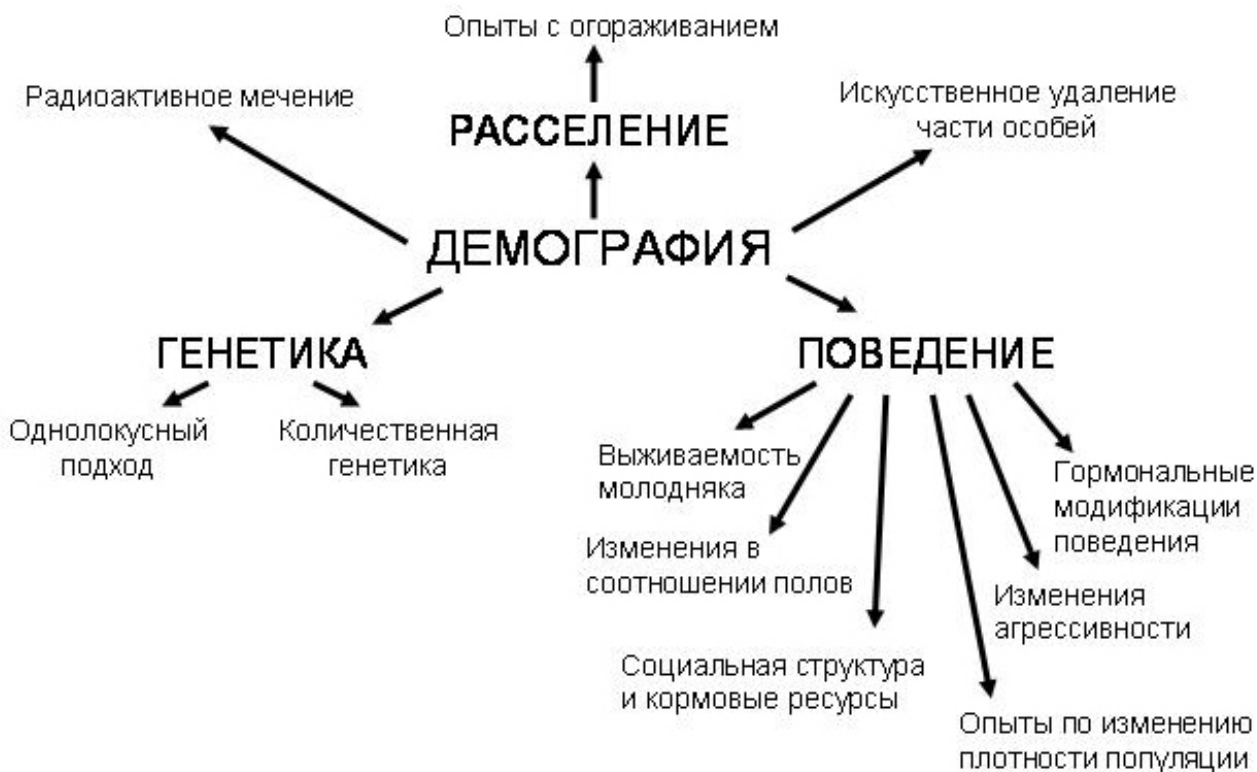 Опыты с огораживанием
Радиоактивное мечение
РАССЕЛЕНИЕ
Искусственное удаление
части особей
ДЕМОГРАФИЯ
ГЕНЕТИКА
Однолокусный
подход
Количественная
генетика
ПОВЕДЕНИЕ
Выживаемость
молодняка
Изменения в
соотношении полов
Социальная структура
и кормовые ресурсы
Опыты по изменению
плотности популяции
Изменения
агрессивности
Гормональные
модификации
поведения